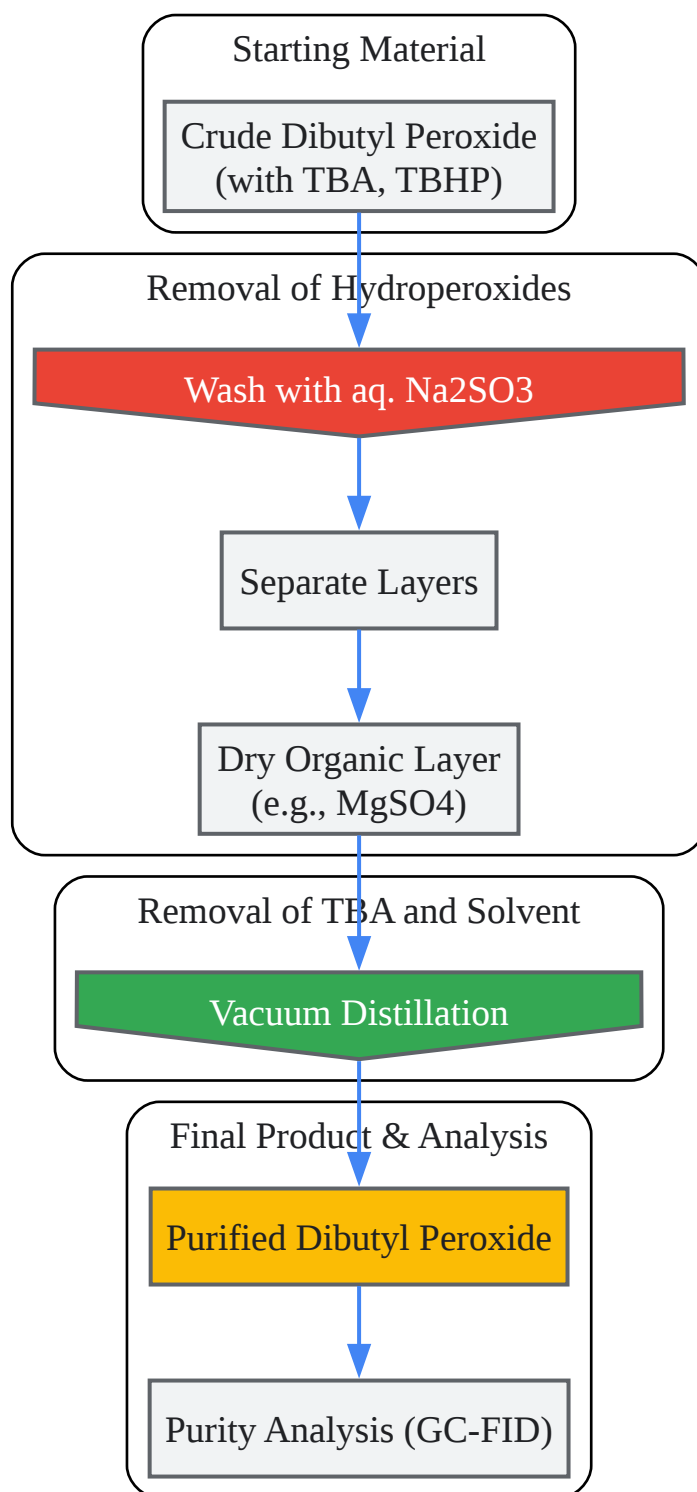 Starting Material
Crude Dibutyl Peroxide
(with TBA, TBHP)
Removal of Hydroperoxides
Wash with aq. Na2SO3
Separate Layers
Dry Organic Layer
(e.g., MgSO4)
Removal of TBA and Solvent
Vacuum Distillation
Final Product & Analysis
Purified Dibutyl Peroxide
Purity Analysis (GC-FID)